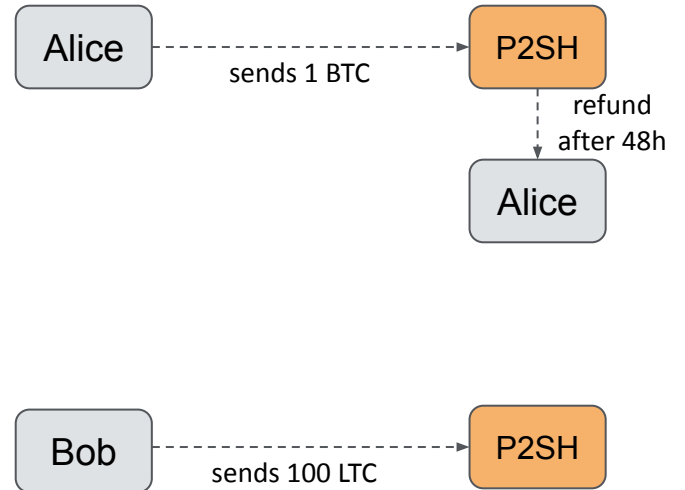 Alice
P2SH
sends 1 BTC
refund
after 48h
Alice
Bob
P2SH
sends 100 LTC